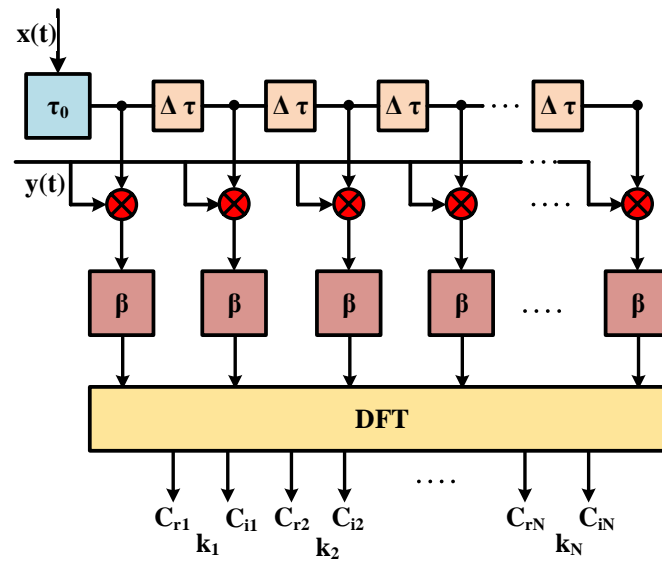 x(t)
τ0 Δ τ Δ τ Δ τ .... Δ τ
....
y(t)
....
β β β β .... β
DFT
....
Cr1 Ci1 Cr2 Ci2 CrN CiN
k1 k2 kN